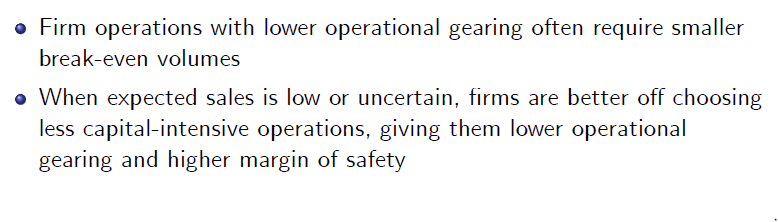 Firm operations with lower operational gearing often require smaller
break-even volumes
When expected sales is low or uncertain, firms are better off choosing
less capital-intensive operations, giving them lower operational
gearing and higher margin of safety